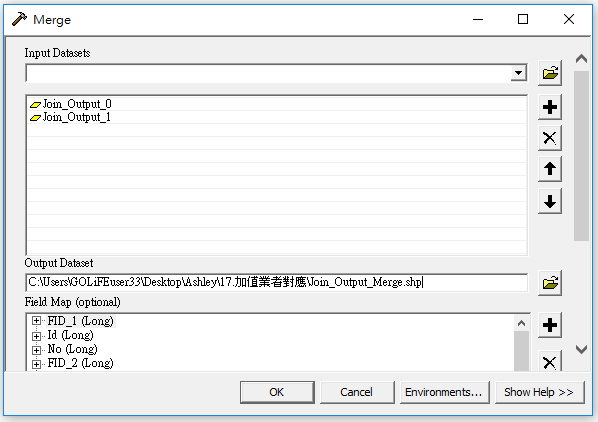 Merge
Input Datasets
Join_Output_0
Join_Output_1
Output Dataset
C:\Users\GOLiFEuser33\Desktop\Ashley\17.加值業者對應\Join_Output_Merge.shp
Field Map (optional)
FID_1 (Long)
Id (Long)
No (Long)
FID_2 (Long)
OK Cancel Environments... Show Help >>